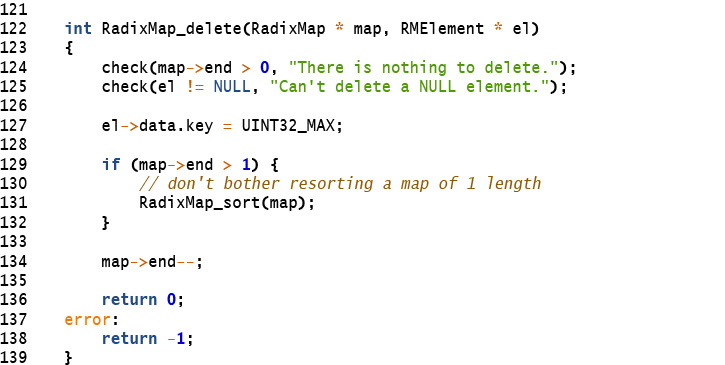 121
122    int RadixMap_delete(RadixMap * map, RMElement * el)
123    {
124        check(map->end > 0, "There is nothing to delete.");
125        check(el != NULL, "Can't delete a NULL element.");
126
127        el->data.key = UINT32_MAX;
128
129        if (map->end > 1) {
130            // don't bother resorting a map of 1 length
131            RadixMap_sort(map);
132        }
133
134        map->end--;
135
136        return 0;
137    error:
138        return -1;
139    }